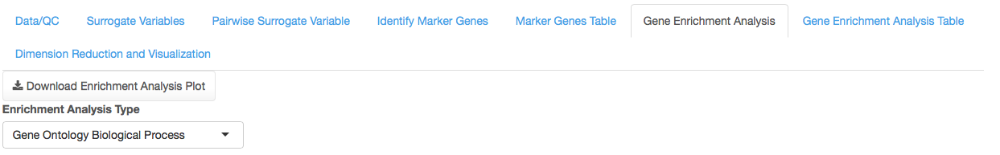 Data/QC Surrogate Variables Pairwise Surrogate Variable Identify Marker Genes Marker Genes Table Gene Enrichment Analysis Gene Enrichment Analysis Table
Dimension Reduction and Visualization
Download Enrichment Analysis Plot
Enrichment Analysis Type
Gene Ontology Biological Process